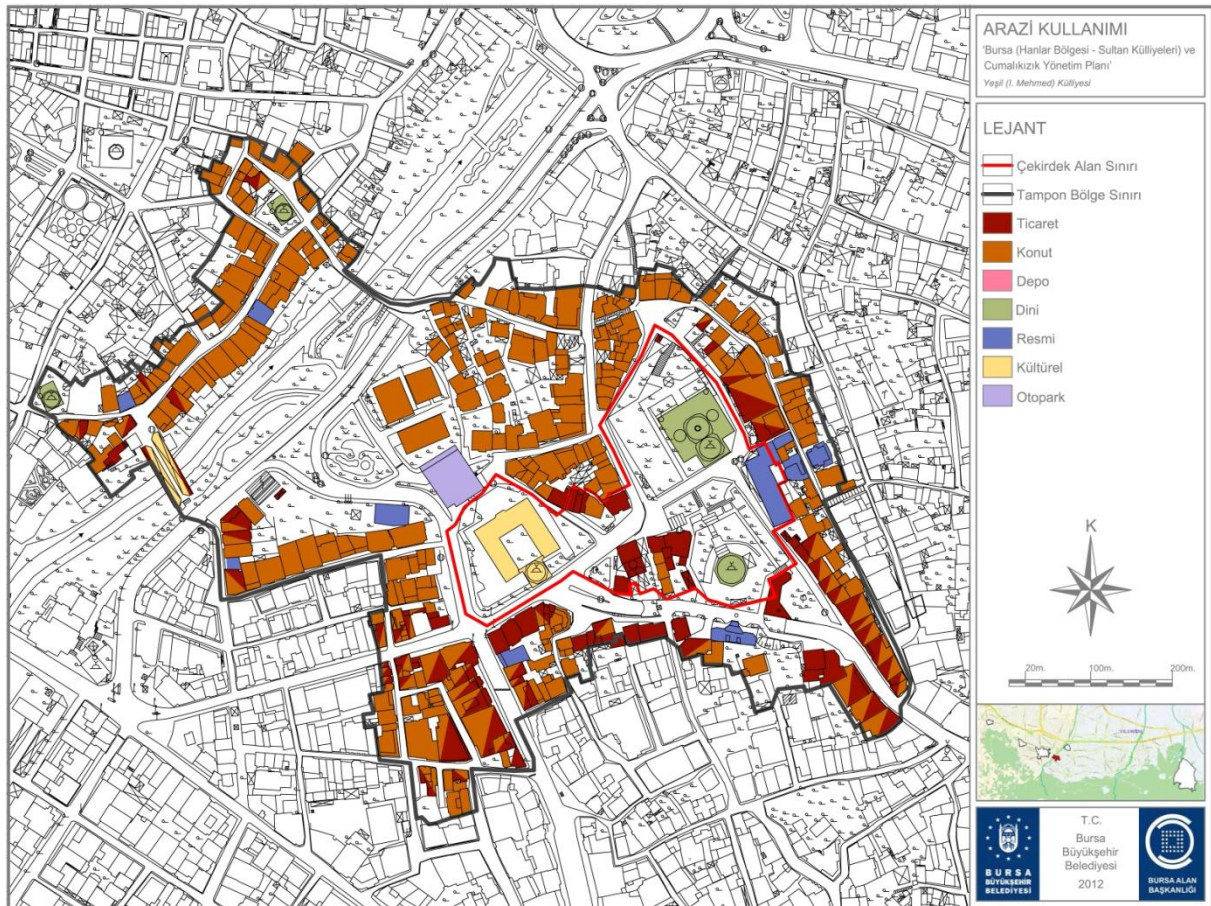 ARAZİ KULLANIMI
'Bursa (Hanlar Bölgesi - Sultan Külliyeleri) ve
Cumalıkızık Yönetim Planı'
Yeşil (I. Mehmed) Külliyesi
LEJANT
Çekirdek Alan Sınırı
Tampon Bölge Sınırı
Ticaret
Konut
Depo
Dini
Resmi
Kültürel
Otopark
K
20m. 100m. 200m.
BURSA
BÜYÜKŞEHİR
BELEDİYESİ
T.C.
Bursa
Büyükşehir
Belediyesi
2012
BURSA ALAN
BAŞKANLIĞI